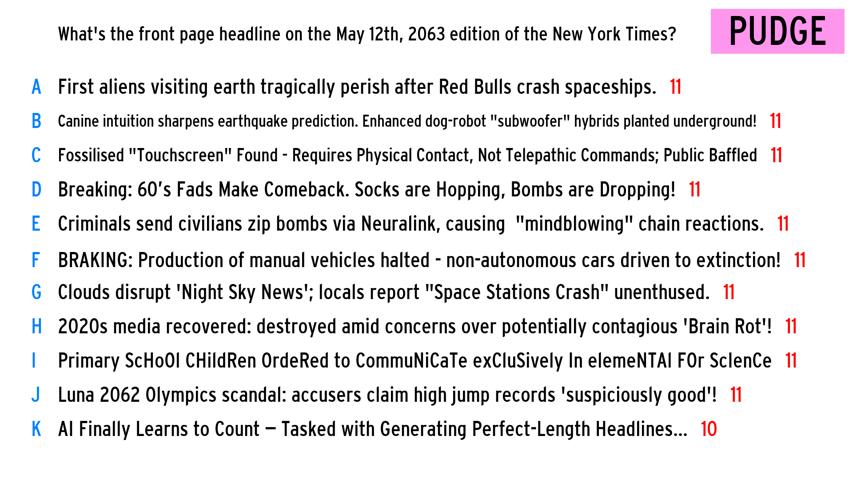 What's the front page headline on the May 12th, 2063 edition of the New York Times?
PUDGE
A First aliens visiting earth tragically perish after Red Bulls crash spaceships. 11
B Canine intuition sharpens earthquake prediction. Enhanced dog-robot "subwoofer" hybrids planted underground! 11
C Fossilised "Touchscreen" Found - Requires Physical Contact, Not Telepathic Commands; Public Baffled 11
D Breaking: 60's Fads Make Comeback. Socks are Hopping, Bombs are Dropping! 11
E Criminals send civilians zip bombs via Neuralink, causing "mindblowing" chain reactions. 11
F BRAKING: Production of manual vehicles halted - non-autonomous cars driven to extinction! 11
G Clouds disrupt 'Night Sky News'; locals report "Space Stations Crash" unenthused. 11
H 2020s media recovered: destroyed amid concerns over potentially contagious 'Brain Rot'! 11
I Primary ScHoOl CHildRen OrdeRed to CommuNiCaTe exCluSively In elemeNTAl FOr ScIenCe 11
J Luna 2062 Olympics scandal: accusers claim high jump records 'suspiciously good'! 11
K AI Finally Learns to Count – Tasked with Generating Perfect-Length Headlines... 10